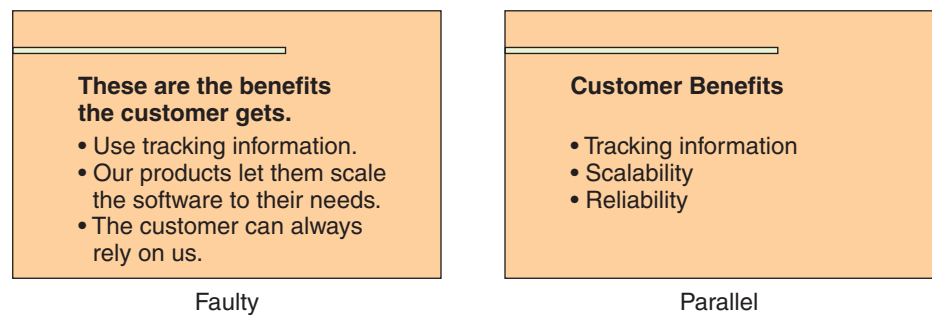 These are the benefits
the customer gets.
• Use tracking information.
• Our products let them scale
the software to their needs.
• The customer can always
rely on us.
Faulty
Customer Benefits
• Tracking information
• Scalability
• Reliability
Parallel